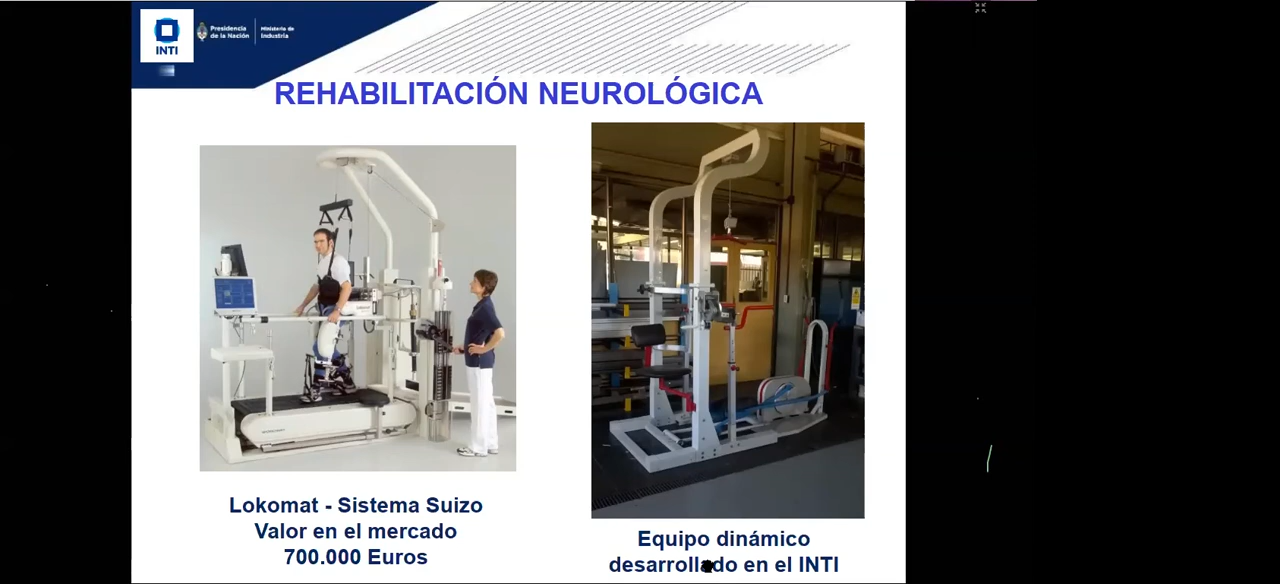 INTI
Presidencia
de la Nación
Ministerio de
Industria
REHABILITACIÓN NEUROLÓGICA
Lokomat - Sistema Suizo
Valor en el mercado
700.000 Euros
Equipo dinámico
desarrollado en el INTI